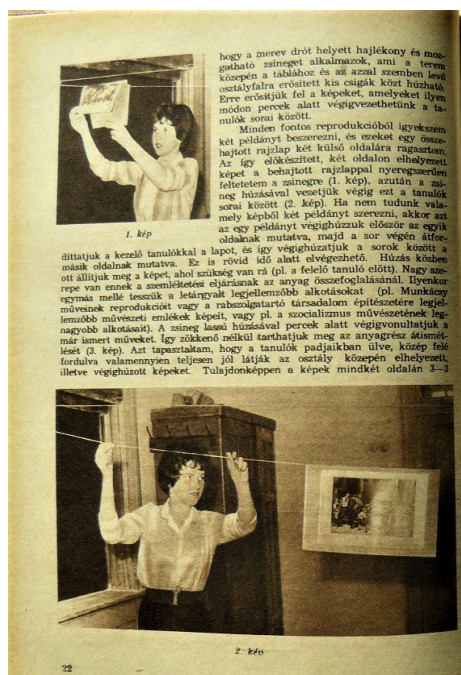 hogy a merev drót helyett hajlékony és moz-
gatható zsineget alkalmazok, ami a terem
közepén a táblához és az azzal szemben levő
osztályfalra erősített kis csigák közt húzható.
Erre erősítjük fel a képeket, amelyeket ilyen
módon percek alatt végigvezethetünk a ta-
nulók sorai között.
Minden fontos reprodukcióból igyekszem
két példányt beszerezni, és ezeket egy össze-
hajtott rajzlap két külső oldalára ragasztom.
Az így előkészített, két oldalon elhelyezett
képet a behajtott rajzlappal nyeregszerűen
feltetetem a zsinegre (1. kép), azután a zsi-
neg húzásával vezetjük végig ezt a tanulók
sorai között (2. kép). Ha nem tudunk vala-
mely képből két példányt szerezni, akkor azt
az egy példányt végighúzzuk először az egyik
oldalnak mutatva, majd a sor végén átfor-
díttatjuk a kezelő tanulókkal a lapot, és így végighúztatjuk a sorok között a
másik oldalnak mutatva. Ez is rövid idő alatt elvégezhető. Húzás közben
ott állítjuk meg a képet, ahol szükség van rá (pl. a felelő tanuló előtt). Nagy sze-
repe van ennek a szemléltetési eljárásnak az anyag összefoglalásánál. Ilyenkor
egymás mellé tesszük a letárgyalt legjellemzőbb alkotásokat (pl. Munkácsy
műveinek reprodukcióit vagy a rabszolgatartó társadalom építészetére legjel-
lemzőbb művészeti emlékek képeit, vagy pl. a szocializmus művészetének leg-
nagyobb alkotásait). A zsineg lassú húzásával percek alatt végigvonultatjuk a
már ismert műveket. Így zökkenő nélkül tarthatjuk meg az anyagrész átismét-
lését (3. kép). Azt tapasztaltam, hogy a tanulók padjaikban ülve, közép felé
fordulva valamennyien teljesen jól látják az osztály közepén elhelyezett,
illetve végighúzott képeket. Tulajdonképpen a képek mindkét oldalán 3—3
1. kép
2. kép
22